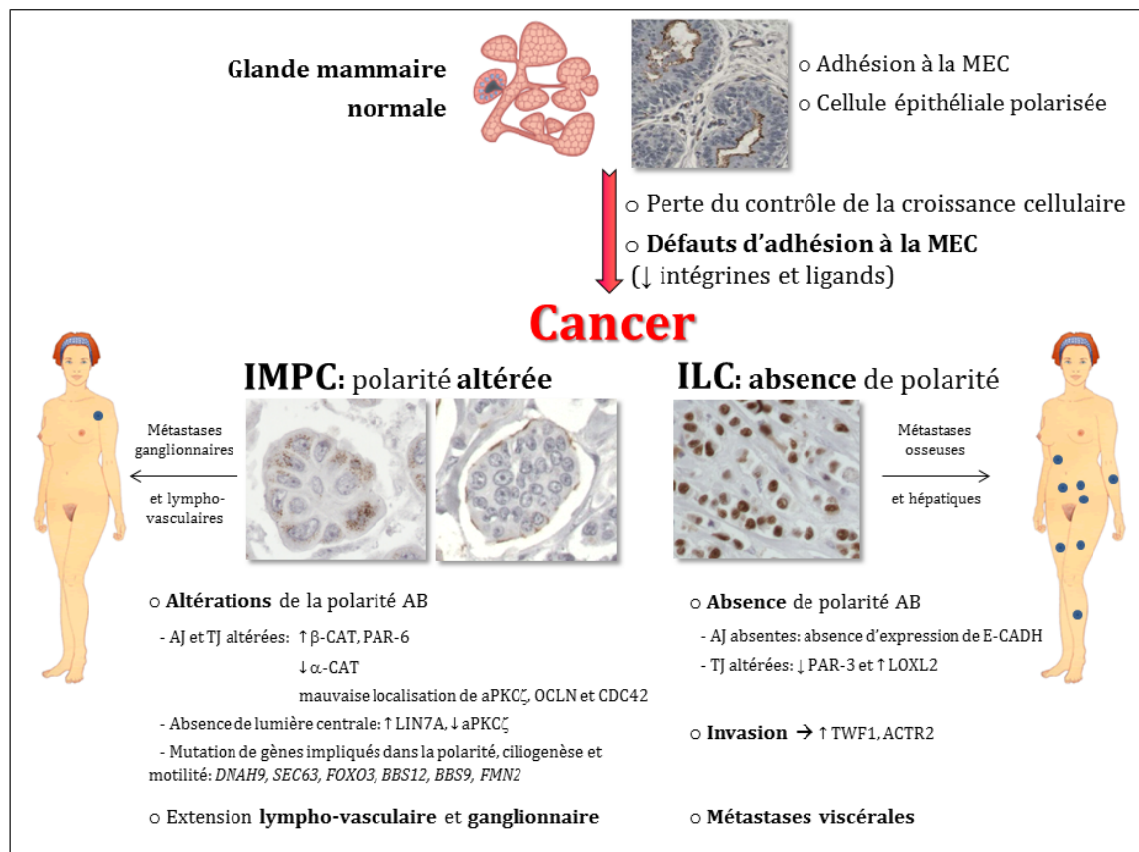 Glande mammaire
normale
○ Adhésion à la MEC
○ Cellule épithéliale polarisée
○ Perte du contrôle de la croissance cellulaire
○ Défauts d'adhésion à la MEC
(↓ intégrines et ligands)
Cancer
IMPC: polarité altérée
Métastases
ganglionnaires
et lympho-
vasculaires
○ Altérations de la polarité AB
- AJ et TJ altérées: ↑ β-CAT, PAR-6
↓ α-CAT
mauvaise localisation de aPKCζ, OCLN et CDC42
- Absence de lumière centrale: ↑ LIN7A, ↓ aPKCζ
- Mutation de gènes impliqués dans la polarité, ciliogenèse et
motilité: DNAH9, SEC63, FOXO3, BBS12, BBS9, FMN2
○ Extension lympho-vasculaire et ganglionnaire
ILC: absence de polarité
Métastases
osseuses
et hépatiques
○ Absence de polarité AB
- AJ absentes: absence d'expression de E-CADH
- TJ altérées: ↓ PAR-3 et ↑ LOXL2
○ Invasion → ↑ TWF1, ACTR2
○ Métastases viscérales